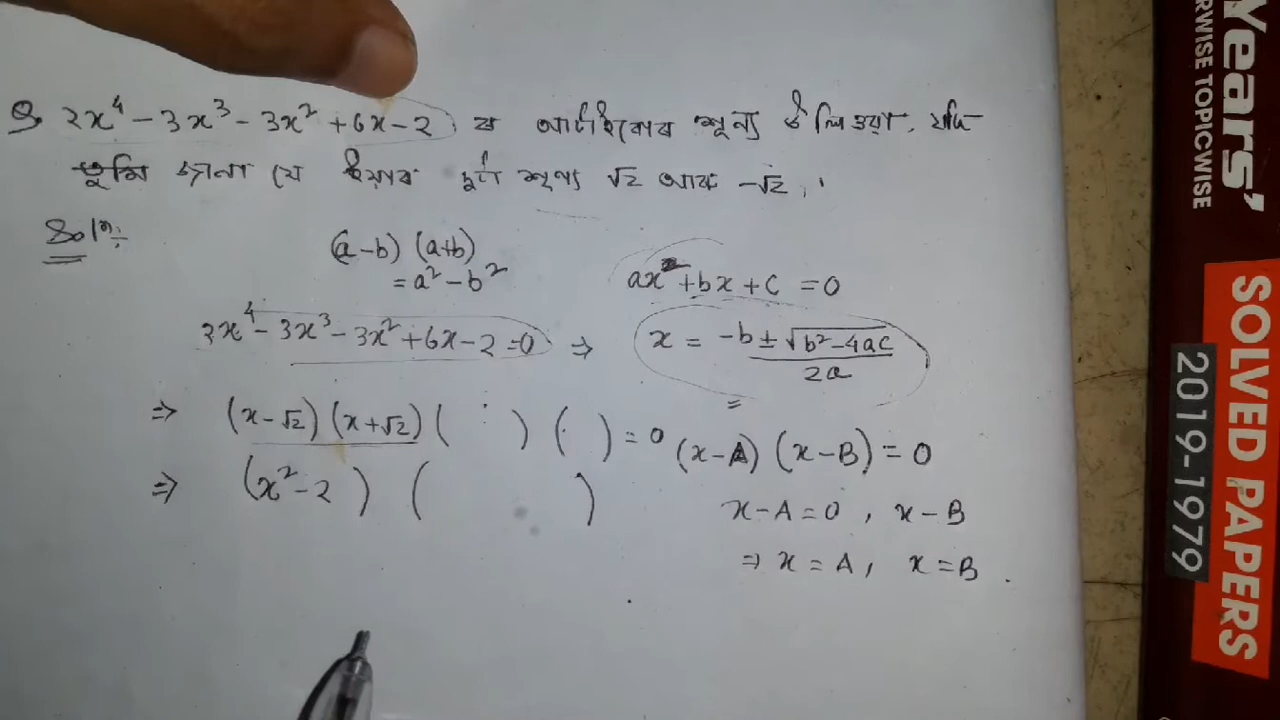 Q. 2x⁴ - 3x³ - 3x² + 6x - 2 ৰ আটাইবোৰ শূন্য উলিওৱা, যদি
তুমি জানা যে ইয়াৰ দুটা শূন্য √2 আৰু -√2,
Solⁿ:
(a-b) (a+b)
= a² - b²
ax² + bx + c = 0
2x⁴ - 3x³ - 3x² + 6x - 2 = 0 ⇒
x = (-b ± √(b² - 4ac)) / 2a
=
⇒ (x-√2) (x+√2) ( ) ( ) = 0
(x-A) (x-B) = 0
⇒ (x² - 2) ( )
x - A = 0, x - B
⇒ x = A, x = B
Years'
RWISE TOPICWISE
SOLVED PAPERS
2019-1979